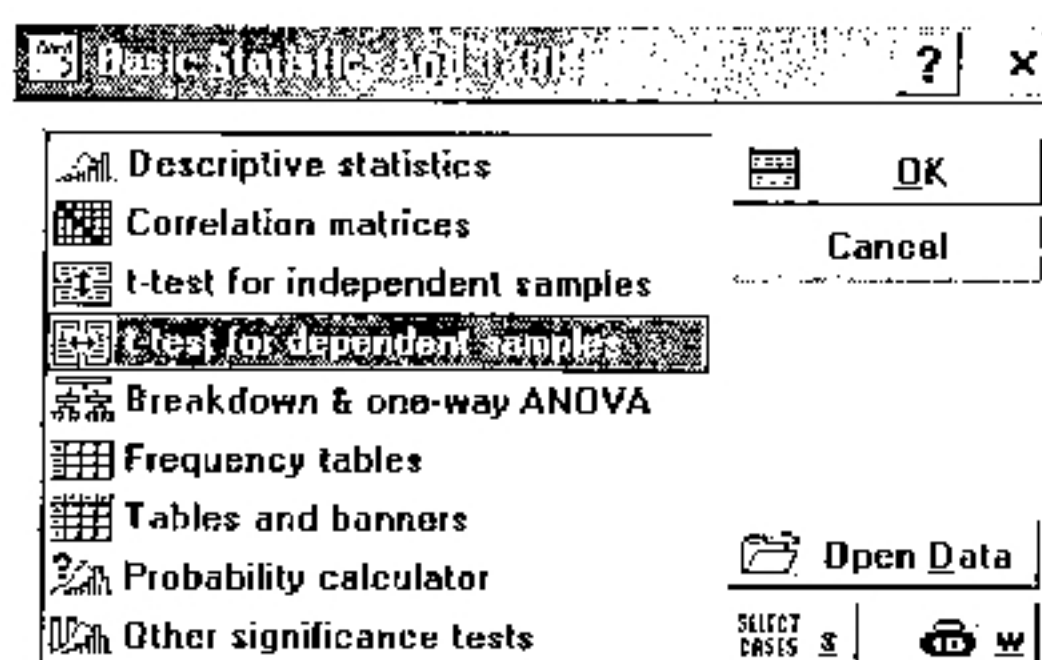 Basic Statistics and Tables ? ×
Descriptive statistics
Correlation matrices
t-test for independent samples
t-test for dependent samples
Breakdown & one-way ANOVA
Frequency tables
Tables and banners
Probability calculator
Other significance tests
OK
Cancel
Open Data
SELECT
CASES S W